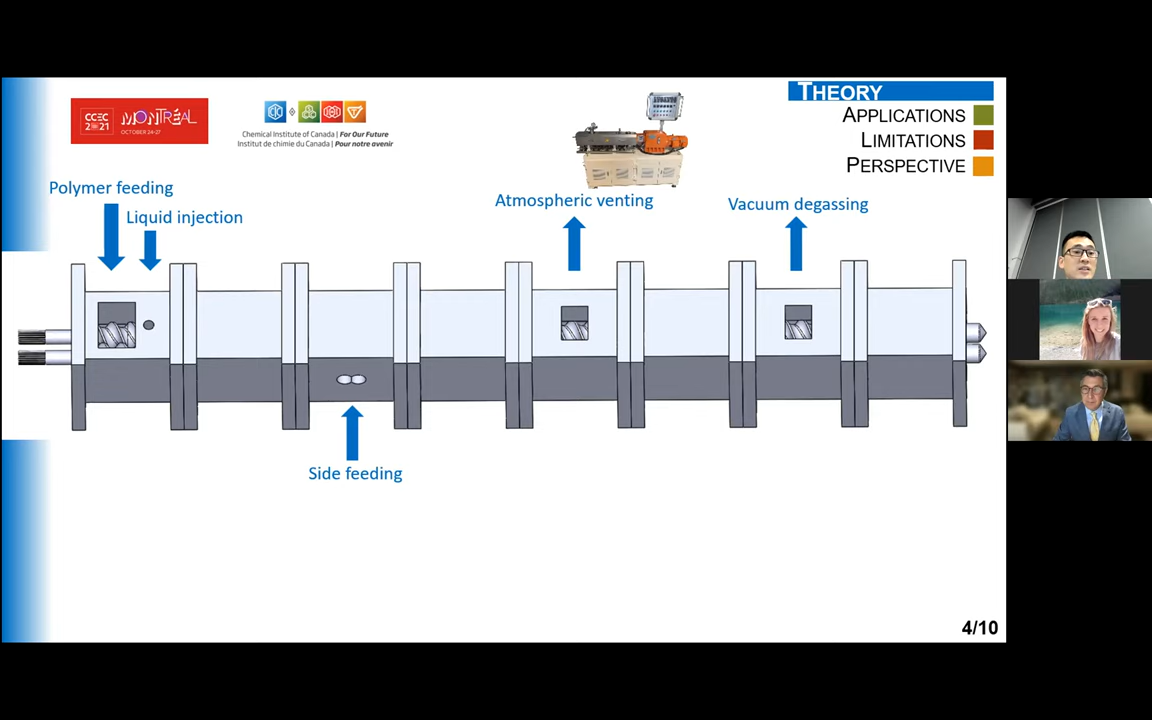 CCEC
2021
MONTRÉAL
OCTOBER 24-27
Chemical Institute of Canada | For Our Future
Institut de chimie du Canada | Pour notre avenir
THEORY
APPLICATIONS
LIMITATIONS
PERSPECTIVE
Polymer feeding
Liquid injection
Atmospheric venting
Vacuum degassing
Side feeding
4/10